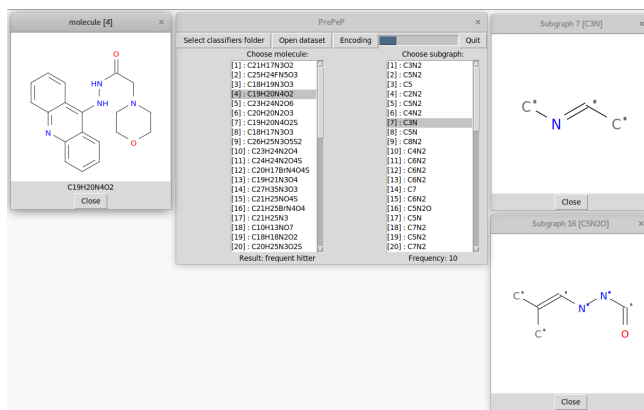 molecule [4]
×
O
HN
NH
N
N
O
C19H20N4O2
Close
PrePeP
×
Select classifiers folder
Open dataset
Encoding
Quit
Choose molecule:
[1] : C21H17N3O2
[2] : C25H24FN5O3
[3] : C18H19N3O3
[4] : C19H20N4O2
[5] : C23H24N2O6
[6] : C20H20N2O3
[7] : C19H20N4O2S
[8] : C18H17N3O3
[9] : C26H25N3O5S2
[10] : C23H24N2O4
[11] : C24H24N2O4S
[12] : C20H17BrN4O4S
[13] : C19H21N3O4
[14] : C27H35N3O3
[15] : C21H25NO4S
[16] : C21H25BrN4O4
[17] : C21H25N3
[18] : C10H13NO7
[19] : C18H18N2O2
[20] : C20H25N3O2S
Result: frequent hitter
Choose subgraph:
[1] : C3N2
[2] : C5N2
[3] : C5
[4] : C2N2
[5] : C5N2
[6] : C4N2
[7] : C3N
[8] : C5N
[9] : C8N2
[10] : C4N2
[11] : C6N2
[12] : C6N2
[13] : C6N2
[14] : C7
[15] : C6N2
[16] : C5N2O
[17] : C5N
[18] : C7N2
[19] : C5N2
[20] : C7N2
Frequency: 10
Subgraph 7 [C3N]
×
C*
N
*
C*
Close
Subgraph 16 [C5N2O]
×
C*
*
N*
N*
*
C*
O
Close